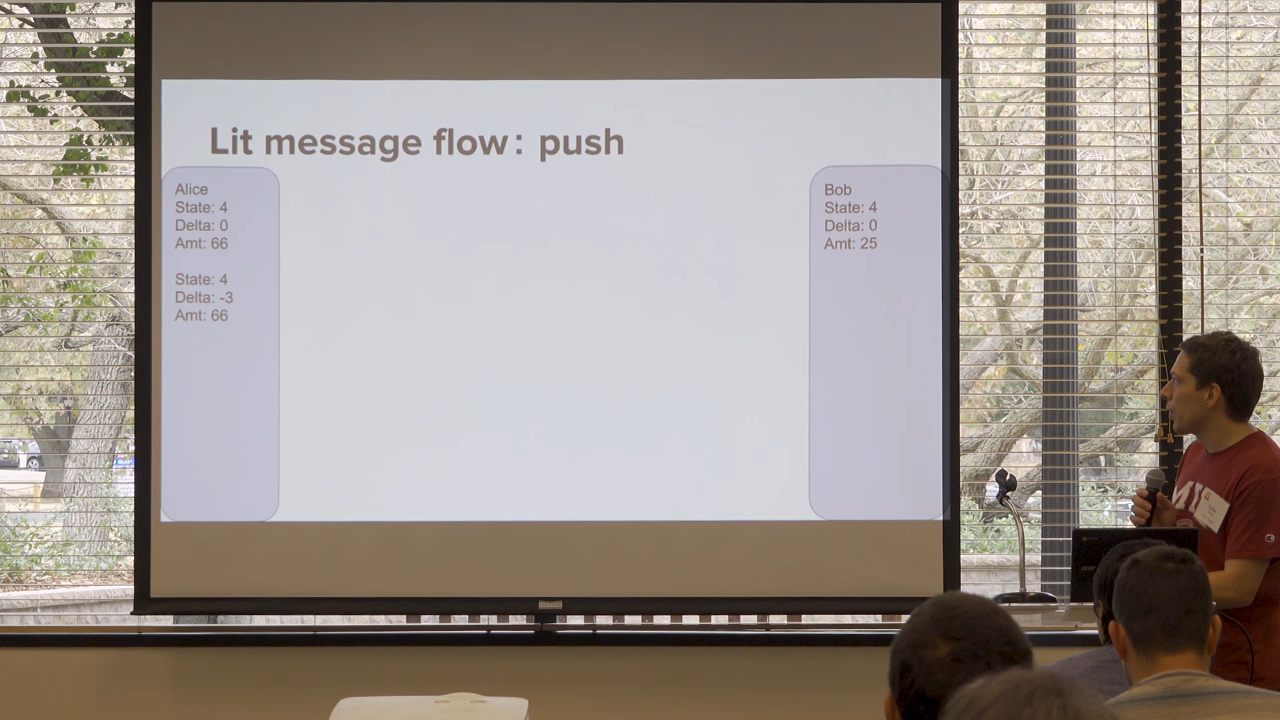 Lit message flow: push
Alice
State: 4
Delta: 0
Amt: 66
State: 4
Delta: -3
Amt: 66
Bob
State: 4
Delta: 0
Amt: 25